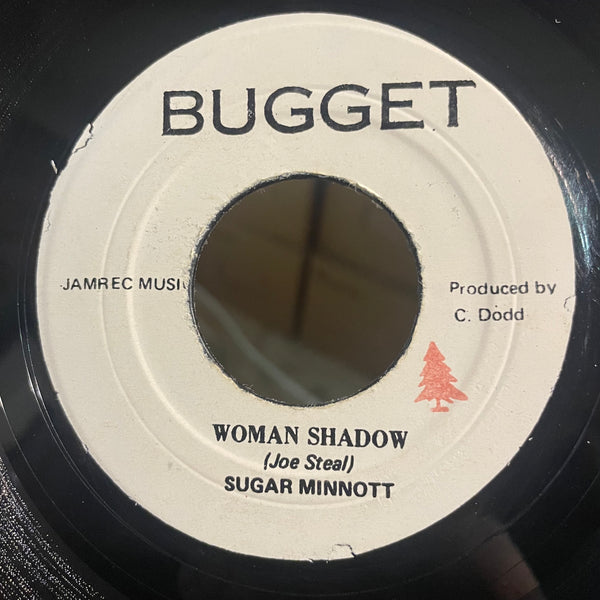 BUGGET
JAMREC MUSI
Produced by
C. Dodd
WOMAN SHADOW
(Joe Steal)
SUGAR MINNOTT